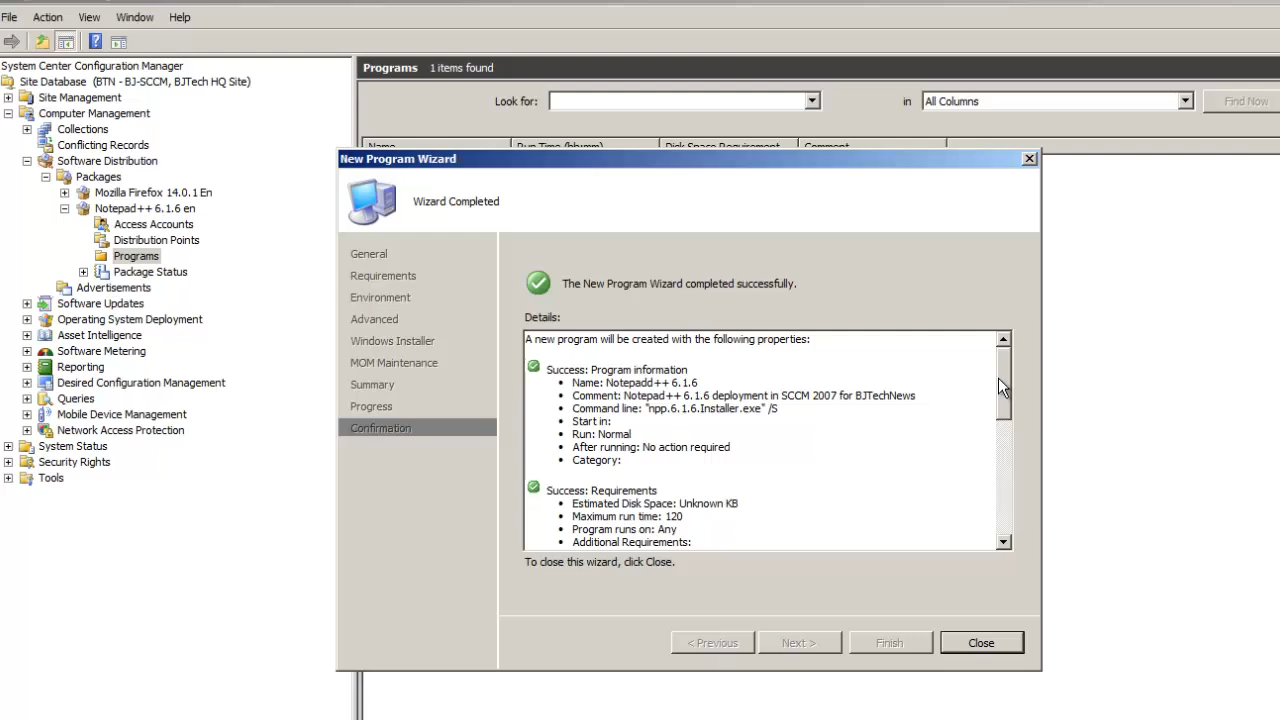 File Action View Window Help
System Center Configuration Manager
Site Database (BTN - BJ-SCCM, BJTech HQ Site)
Site Management
Computer Management
Collections
Conflicting Records
Software Distribution
Packages
Mozilla Firefox 14.0.1 En
Notepad++ 6.1.6 en
Access Accounts
Distribution Points
Programs
Package Status
Advertisements
Software Updates
Operating System Deployment
Asset Intelligence
Software Metering
Reporting
Desired Configuration Management
Queries
Mobile Device Management
Network Access Protection
System Status
Security Rights
Tools
Programs 1 items found
Look for: in All Columns Find Now
Name Run Time (hh:mm) Disk Space Requirement Comment
New Program Wizard
Wizard Completed
General
Requirements
Environment
Advanced
Windows Installer
MOM Maintenance
Summary
Progress
Confirmation
The New Program Wizard completed successfully.
Details:
A new program will be created with the following properties:
Success: Program information
• Name: Notepadd++ 6.1.6
• Comment: Notepad++ 6.1.6 deployment in SCCM 2007 for BJTechNews
• Command line: "npp.6.1.6.Installer.exe" /S
• Start in:
• Run: Normal
• After running: No action required
• Category:
Success: Requirements
• Estimated Disk Space: Unknown KB
• Maximum run time: 120
• Program runs on: Any
• Additional Requirements:
To close this wizard, click Close.
< Previous Next > Finish Close